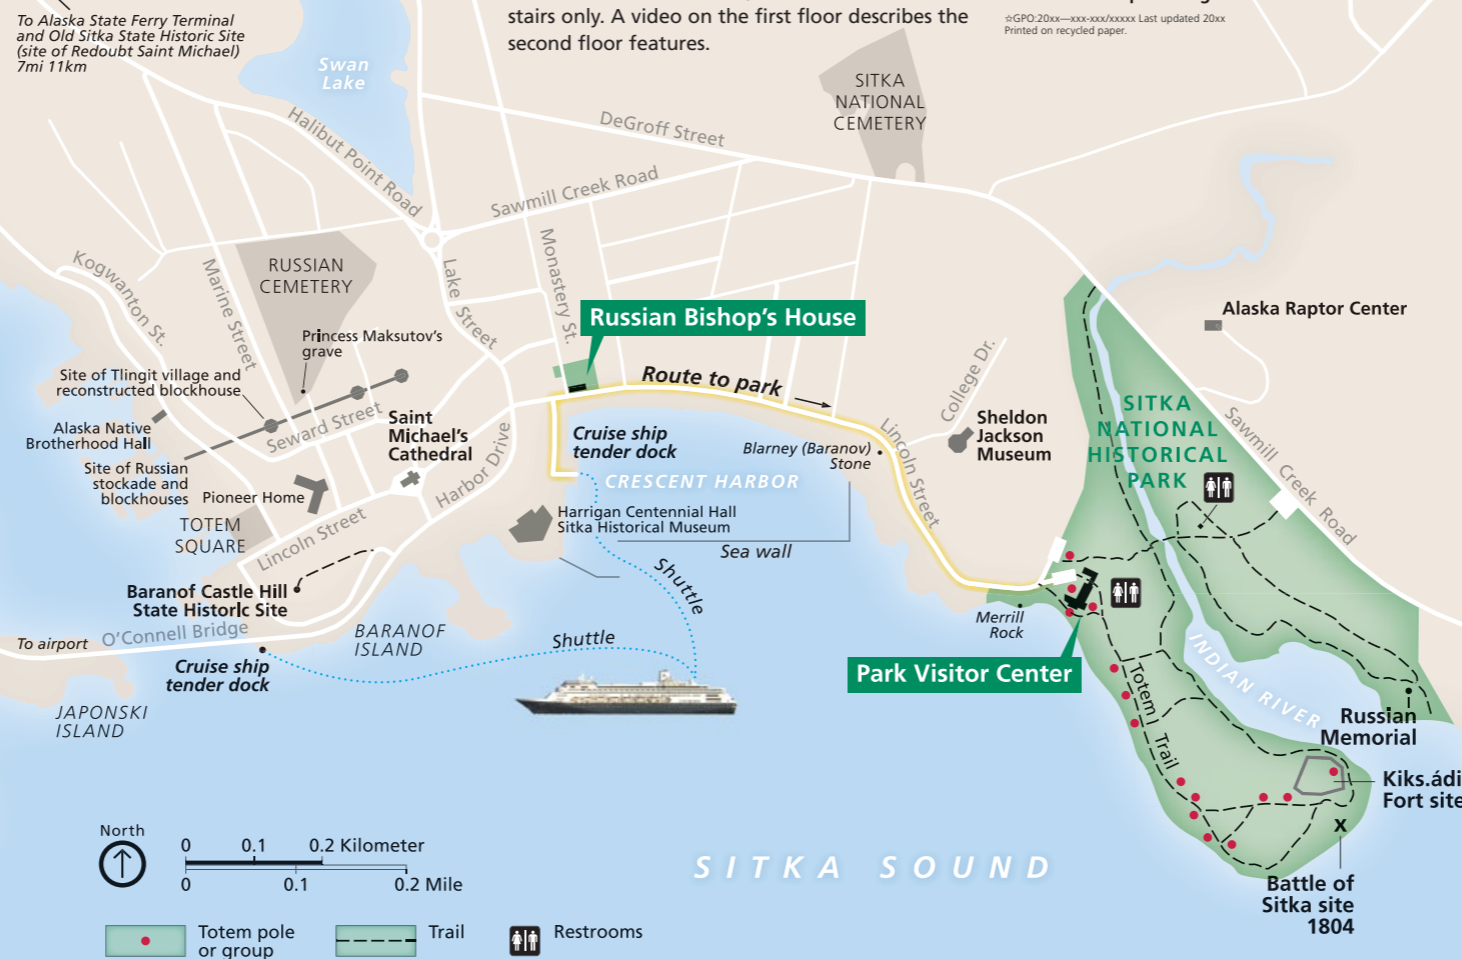 To Alaska State Ferry Terminal
and Old Sitka State Historic Site
(site of Redoubt Saint Michael)
7mi 11km
stairs only. A video on the first floor describes the
second floor features.
☆GPO:20xx—xxx-xxx/xxxxx Last updated 20xx
Printed on recycled paper.
Swan
Lake
SITKA
NATIONAL
CEMETERY
Halibut Point Road
DeGroff Street
Sawmill Creek Road
Kogwanton St.
Marine Street
RUSSIAN
CEMETERY
Lake Street
Monastery St.
Russian Bishop's House
Alaska Raptor Center
Princess Maksutov's
grave
Site of Tlingit village and
reconstructed blockhouse
Route to park
College Dr.
SITKA
NATIONAL
HISTORICAL
PARK
Sawmill Creek Road
Alaska Native
Brotherhood Hall
Seward Street
Saint
Michael's
Cathedral
Cruise ship
tender dock
Blarney (Baranov)
Stone
Sheldon
Jackson
Museum
Site of Russian
stockade and
blockhouses
Pioneer Home
Harbor Drive
CRESCENT HARBOR
Lincoln Street
TOTEM
SQUARE
Lincoln Street
Harrigan Centennial Hall
Sitka Historical Museum
Sea wall
Shuttle
Baranof Castle Hill
State Historic Site
Merrill
Rock
To airport
O'Connell Bridge
BARANOF
ISLAND
Shuttle
Cruise ship
tender dock
Park Visitor Center
INDIAN RIVER
Totem Trail
JAPONSKI
ISLAND
Russian
Memorial
Kiks.ádi
Fort site
North
0 0.1 0.2 Kilometer
0 0.1 0.2 Mile
SITKA SOUND
X
Battle of
Sitka site
1804
Totem pole
or group
Trail
Restrooms